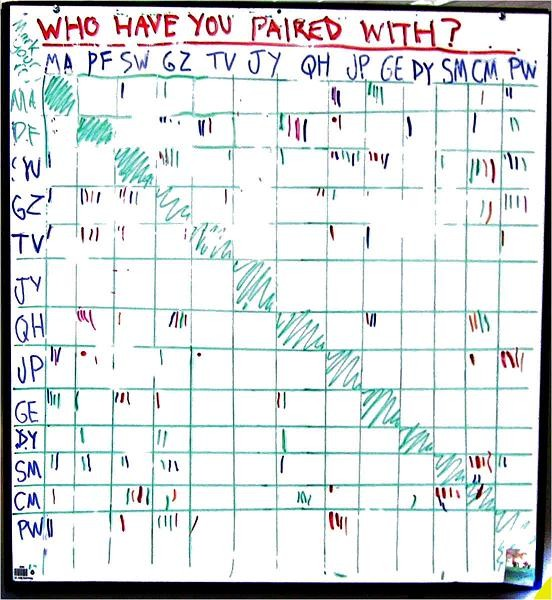 WHO HAVE YOU PAIRED WITH?
MA PF SW GZ TV JY QH JP GE DY SM CM PW
MA
PF
SW
GZ
TV
JY
QH
JP
GE
DY
SM
CM
PW